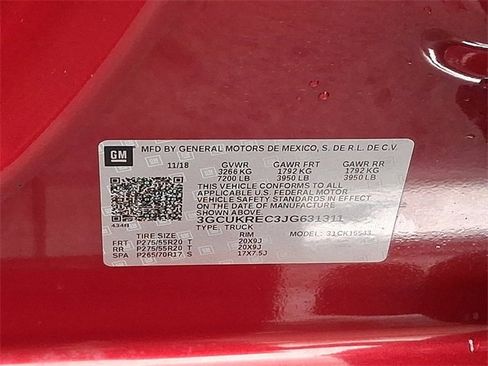 GM MFD BY GENERAL MOTORS DE MEXICO, S. DE R.L. DE C.V.
11/18 GVWR GAWR FRT GAWR RR
3266 KG 1792 KG 1792 KG
7200 LB 3950 LB 3950 LB
THIS VEHICLE CONFORMS TO ALL
APPLICABLE U.S. FEDERAL MOTOR
VEHICLE SAFETY STANDARDS IN EFFECT
ON THE DATE OF MANUFACTURE
SHOWN ABOVE.
3GCUKREC3JG631311
TYPE: TRUCK
4340 MODEL:
TIRE SIZE RIM
FRT P275/55R20 T 20X9J
RR P275/55R20 T 20X9J
SPA P265/70R17 S 17X7.5J